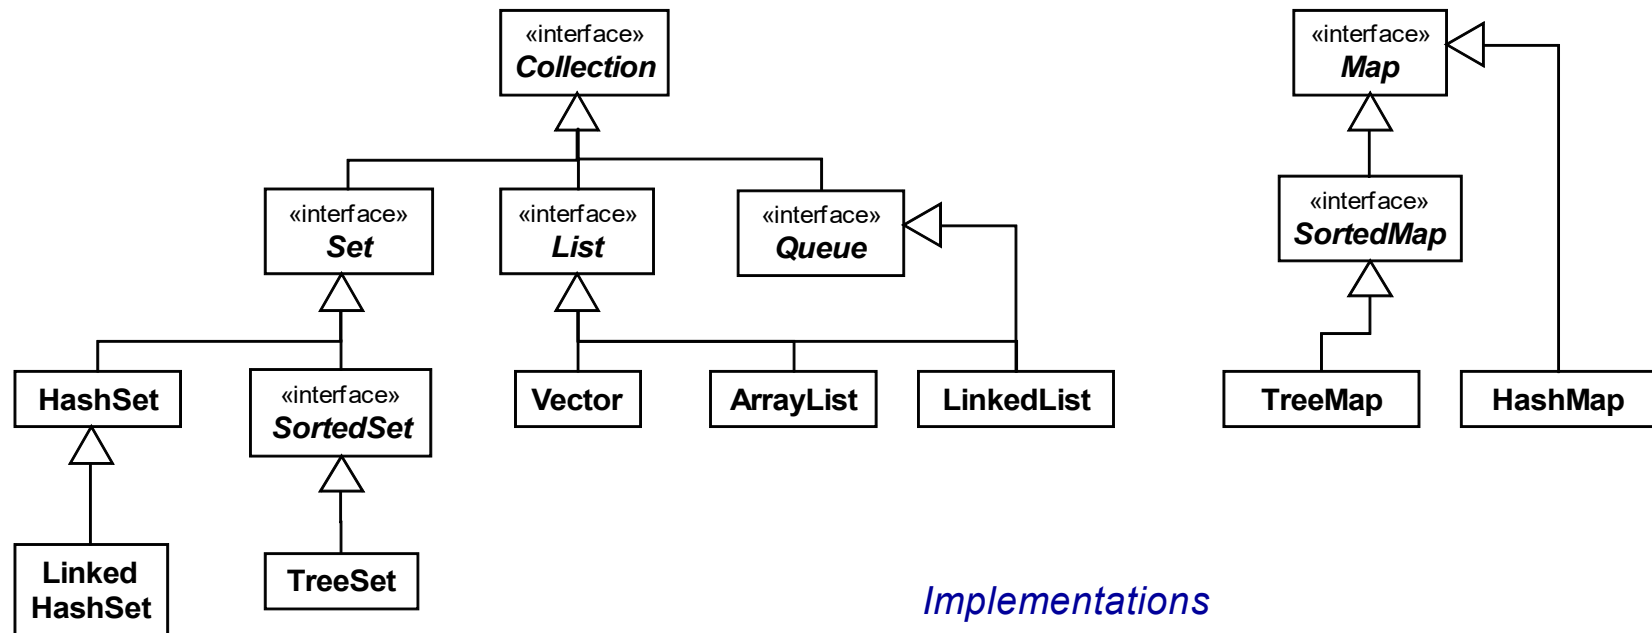 «interface»
Collection
«interface»
Map
«interface»
Set
«interface»
List
«interface»
Queue
«interface»
SortedMap
HashSet
«interface»
SortedSet
Vector
ArrayList
LinkedList
TreeMap
HashMap
Linked
HashSet
TreeSet
Implementations